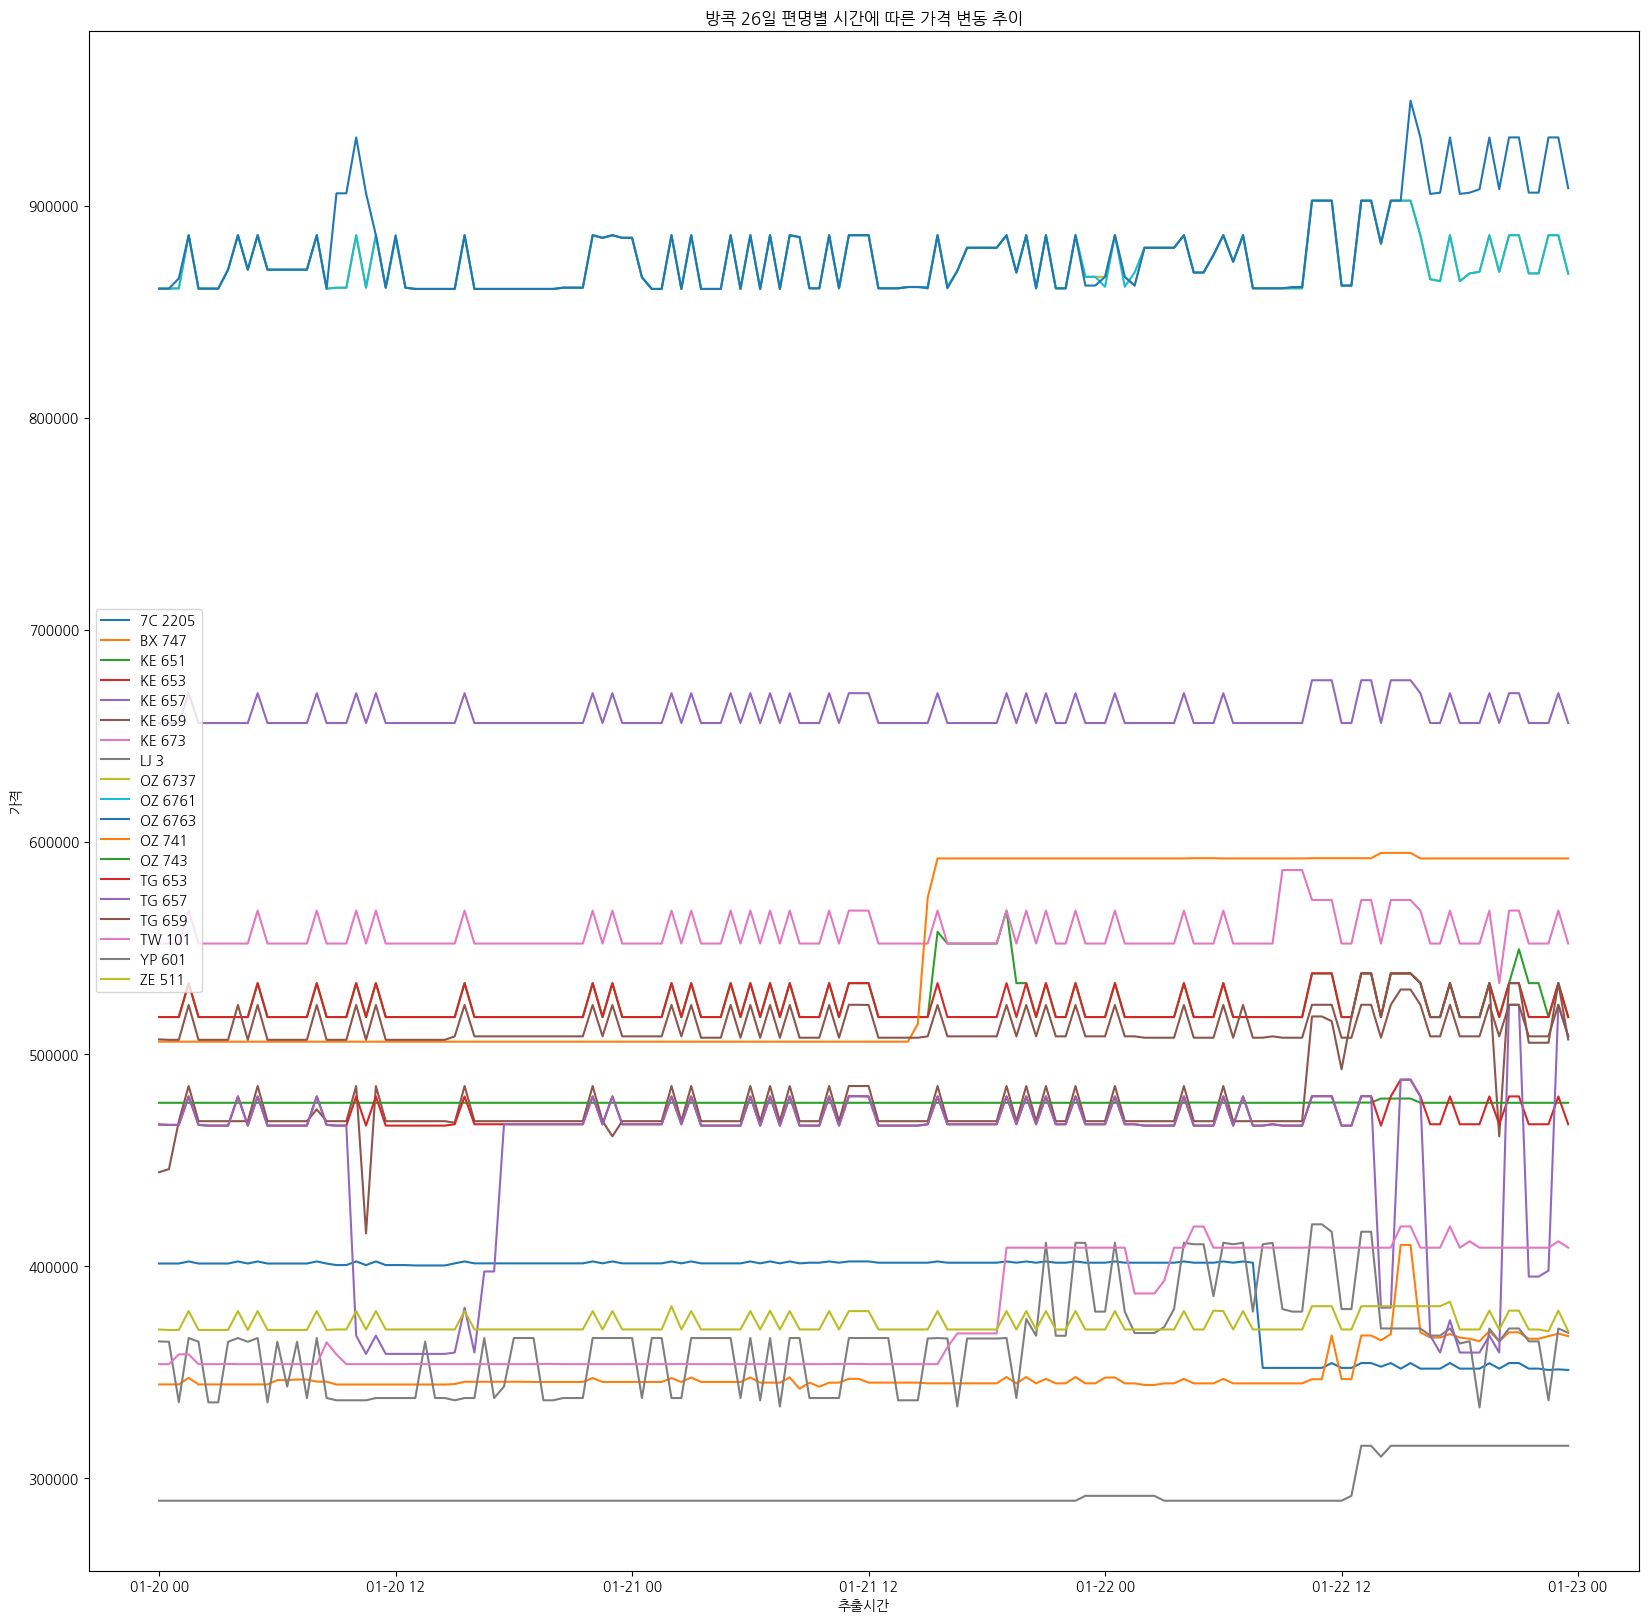 방콕 26일 편명별 시간에 따른 가격 변동 추이
가격
900000
800000
700000
600000
500000
400000
300000
7C 2205
BX 747
KE 651
KE 653
KE 657
KE 659
KE 673
LJ 3
OZ 6737
OZ 6761
OZ 6763
OZ 741
OZ 743
TG 653
TG 657
TG 659
TW 101
YP 601
ZE 511
01-20 00
01-20 12
01-21 00
01-21 12
01-22 00
01-22 12
01-23 00
추출시간